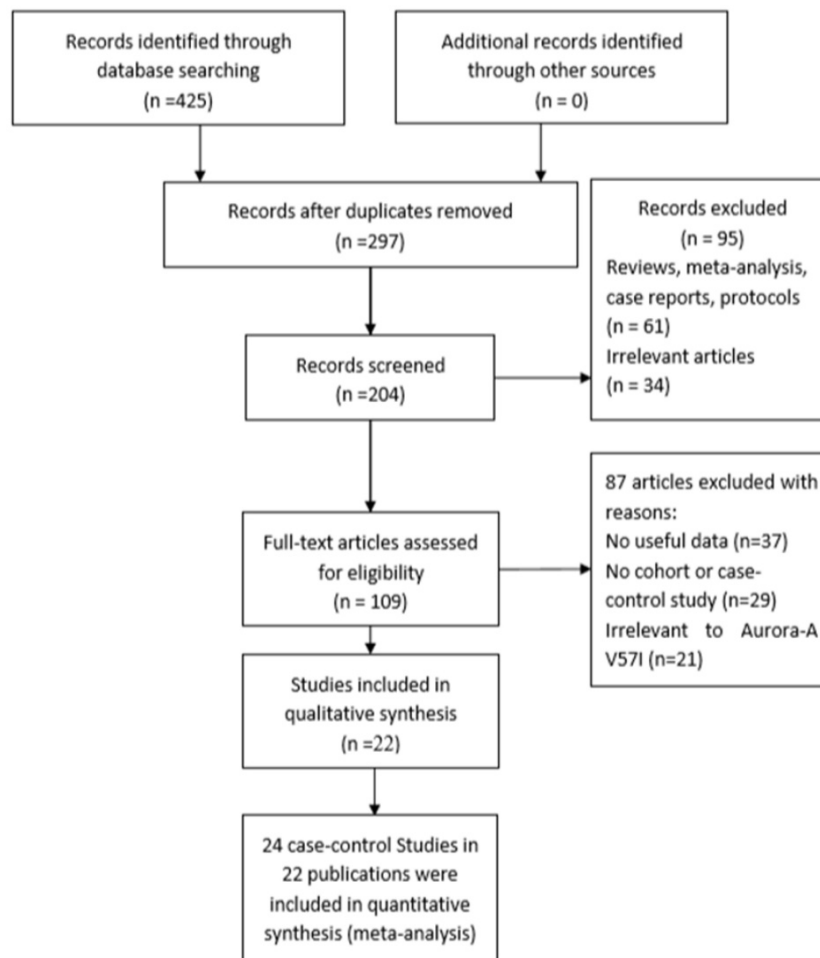 Records identified through
database searching
(n =425)
Additional records identified
through other sources
(n = 0)
Records after duplicates removed
(n =297)
Records excluded
(n = 95)
Reviews, meta-analysis,
case reports, protocols
(n = 61)
Irrelevant articles
(n = 34)
Records screened
(n =204)
87 articles excluded with
reasons:
No useful data (n=37)
No cohort or case-
control study (n=29)
Irrelevant to Aurora-A
V57I (n=21)
Full-text articles assessed
for eligibility
(n = 109)
Studies included in
qualitative synthesis
(n =22)
24 case-control Studies in
22 publications were
included in quantitative
synthesis (meta-analysis)